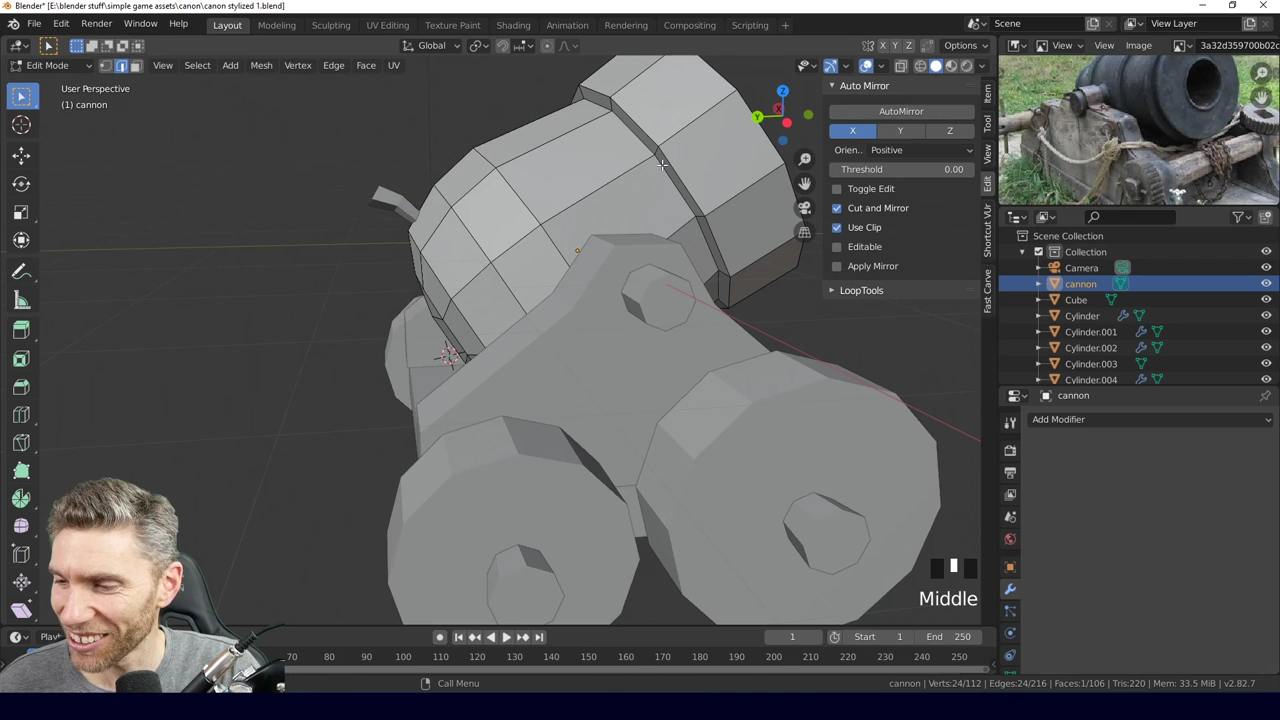 Blender* [E:\blender stuff\simple game assets\canon\canon stylized 1.blend]
File Edit Render Window Help
Layout Modeling Sculpting UV Editing Texture Paint Shading Animation Rendering Compositing Scripting +
Scene
View Layer
Global
X Y Z
Options
View
View Image
3a32d359700b02c
Edit Mode
View Select Add Mesh Vertex Edge Face UV
User Perspective
(1) cannon
Z
Y
X
Auto Mirror
AutoMirror
X Y Z
Orien.. Positive
Threshold 0.00
Toggle Edit
Cut and Mirror
Use Clip
Editable
Apply Mirror
LoopTools
Item
Tool
View
Edit
Shortcut VUr
Fast Carve
Scene Collection
Collection
Camera
cannon
Cube
Cylinder
Cylinder.001
Cylinder.002
Cylinder.003
Cylinder.004
cannon
Add Modifier
Middle
1
Start 1
End 250
70 80 90 100 110 120 130 140 150 160 170 180 190 200 210 220 230 240 250
Call Menu
cannon | Verts:24/112 | Edges:24/216 | Faces:1/106 | Tris:220 | Mem: 33.5 MiB | v2.82.7